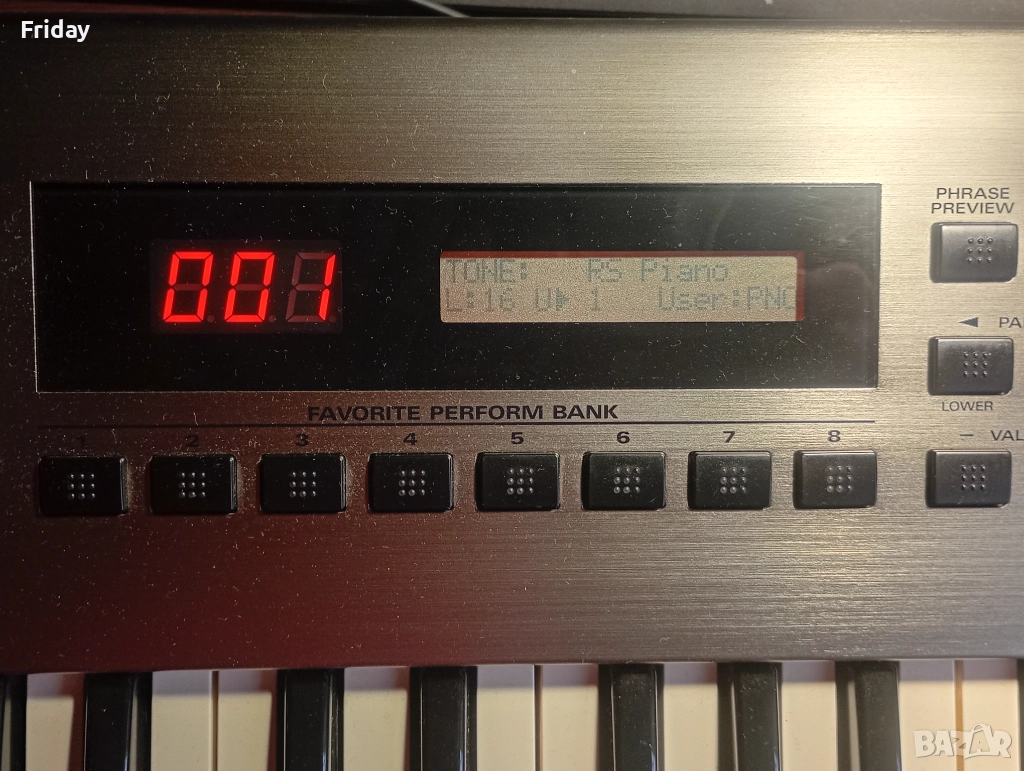 Friday
PHRASE
PREVIEW
001
TONE: RS Piano
L:16 U▶ 1 User:PNO
◄ PA
LOWER
FAVORITE PERFORM BANK
− VAL
1 2 3 4 5 6 7 8
BAZAR